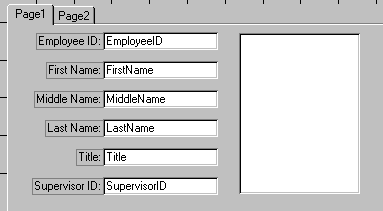 Page1 Page2
Employee ID: EmployeeID
First Name: FirstName
Middle Name: MiddleName
Last Name: LastName
Title: Title
Supervisor ID: SupervisorID